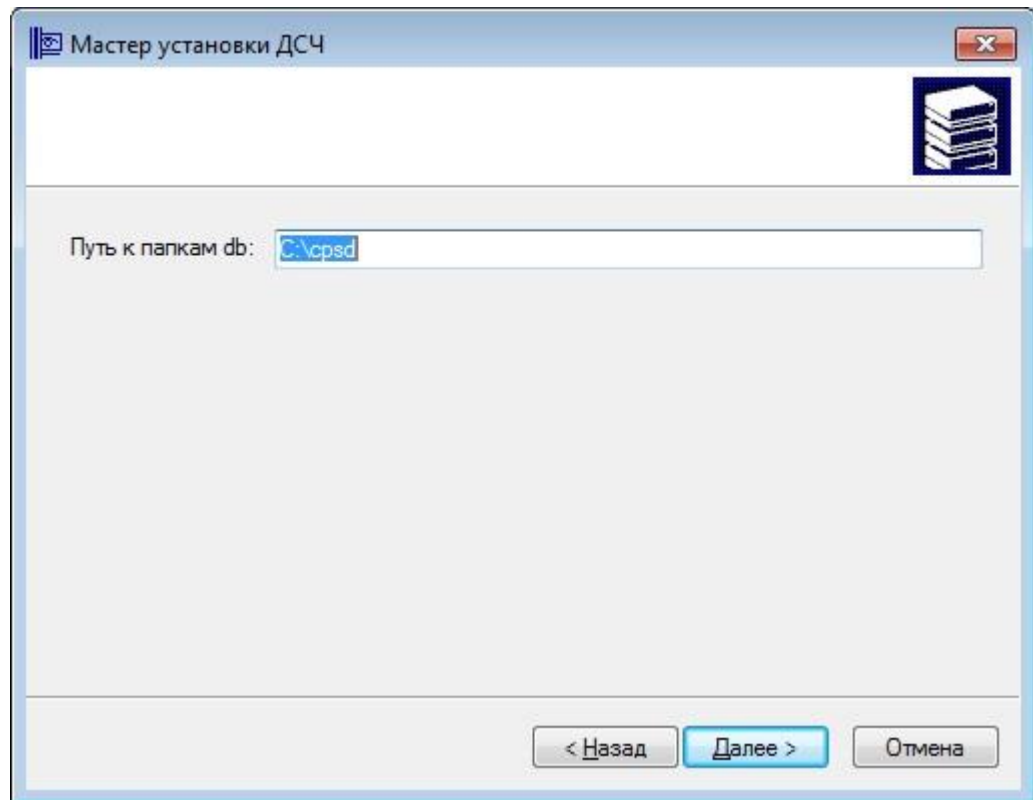 Мастер установки ДСЧ
Путь к папкам db: C:\cpsd
< Назад Далее > Отмена